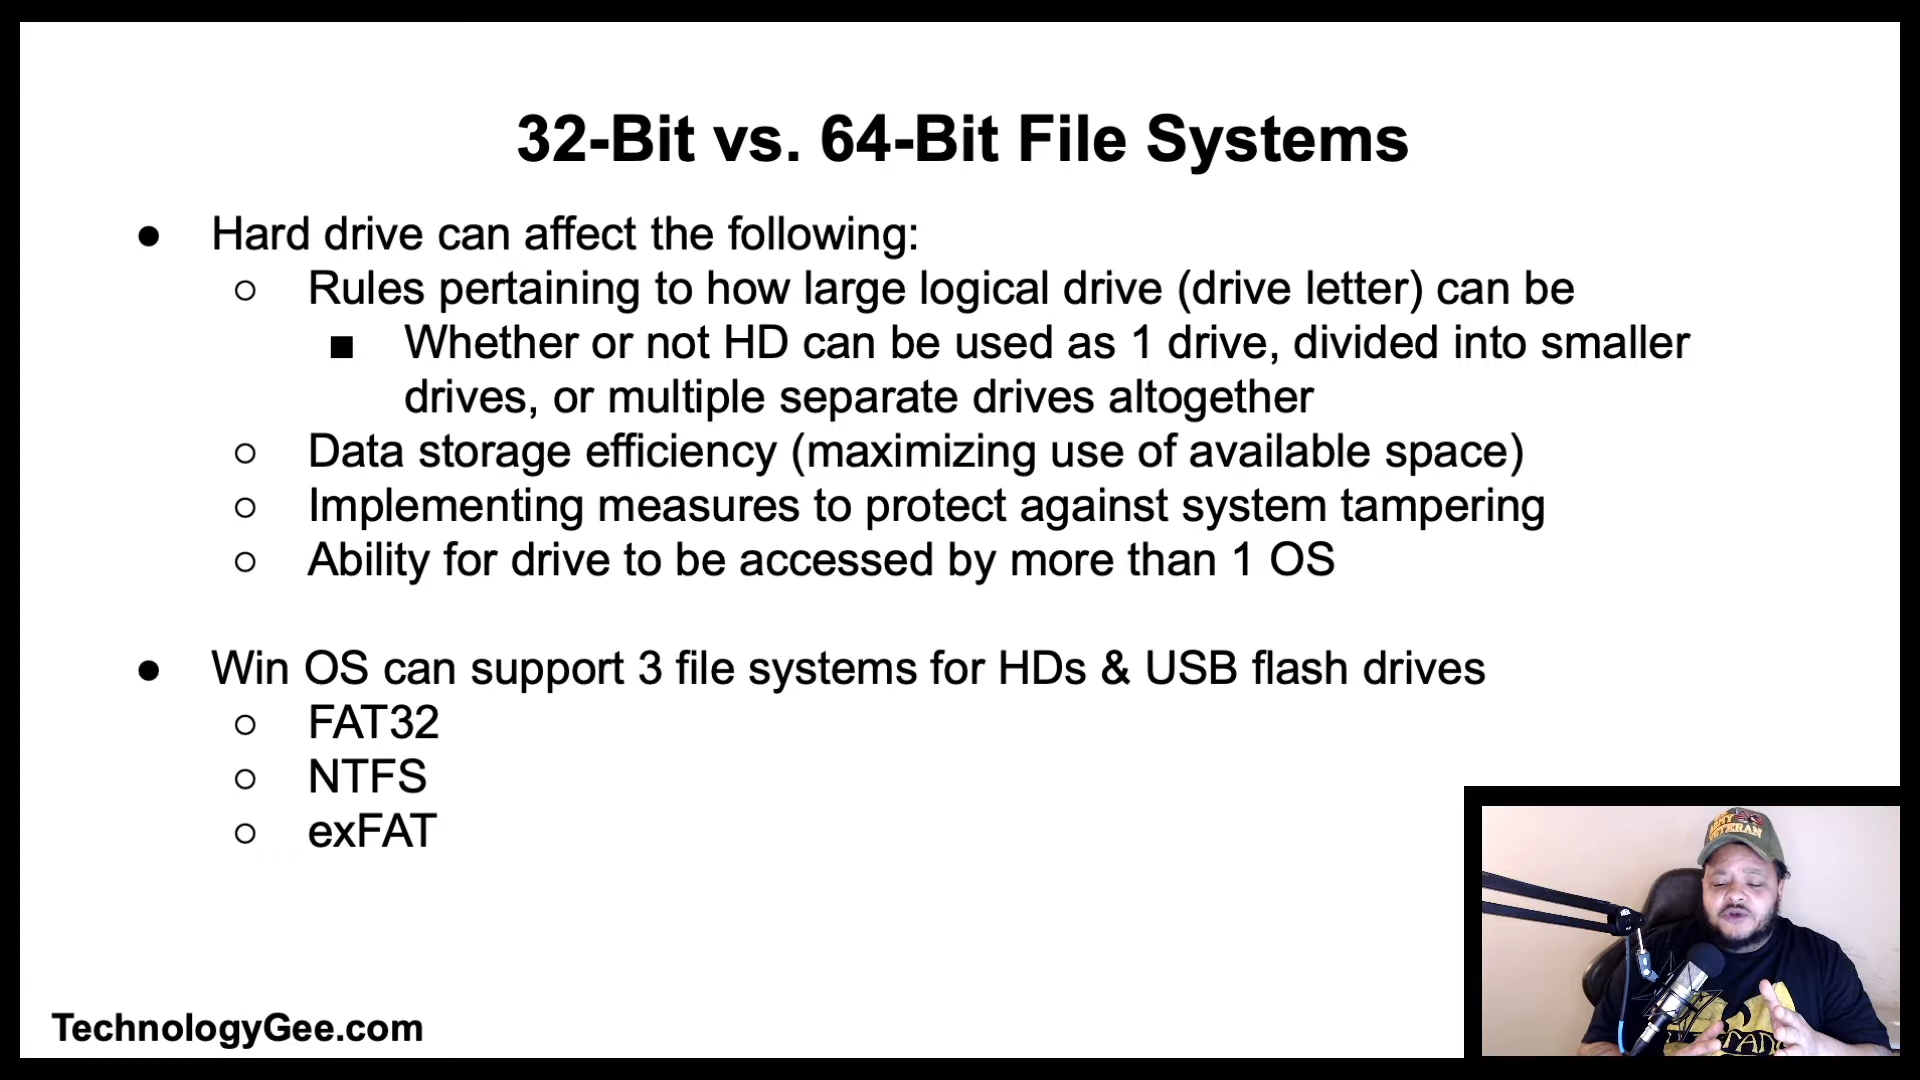 32-Bit vs. 64-Bit File Systems
● Hard drive can affect the following:
○ Rules pertaining to how large logical drive (drive letter) can be
■ Whether or not HD can be used as 1 drive, divided into smaller
drives, or multiple separate drives altogether
○ Data storage efficiency (maximizing use of available space)
○ Implementing measures to protect against system tampering
○ Ability for drive to be accessed by more than 1 OS
● Win OS can support 3 file systems for HDs & USB flash drives
○ FAT32
○ NTFS
○ exFAT
ARMY
VETERAN
TechnologyGee.com